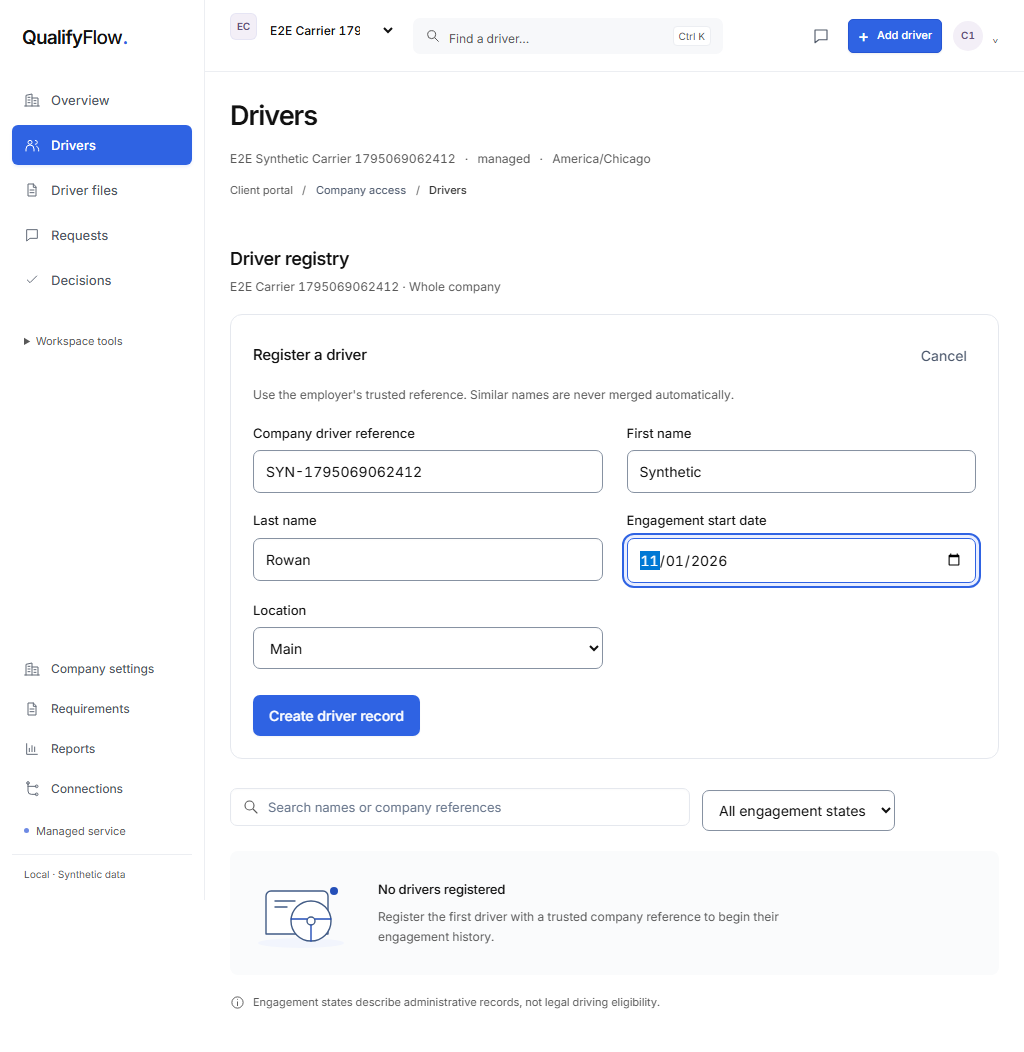 QualifyFlow.
EC
E2E Carrier 179
Find a driver...
Ctrl K
+ Add driver
C1
Overview
Drivers
Driver files
Requests
Decisions
Workspace tools
Company settings
Requirements
Reports
Connections
Managed service
Local · Synthetic data
Drivers
E2E Synthetic Carrier 1795069062412 · managed · America/Chicago
Client portal / Company access / Drivers
Driver registry
E2E Carrier 1795069062412 · Whole company
Register a driver
Cancel
Use the employer's trusted reference. Similar names are never merged automatically.
Company driver reference
SYN-1795069062412
First name
Synthetic
Last name
Rowan
Engagement start date
11/01/2026
Location
Main
Create driver record
Search names or company references
All engagement states
No drivers registered
Register the first driver with a trusted company reference to begin their
engagement history.
Engagement states describe administrative records, not legal driving eligibility.